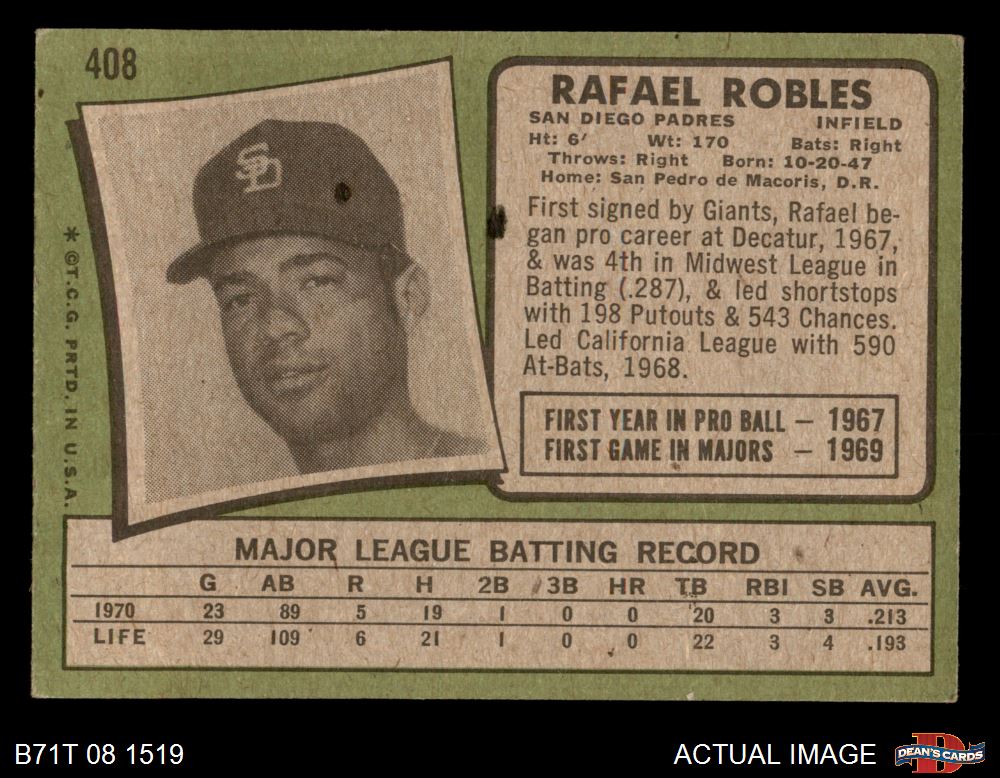 408
RAFAEL ROBLES
SAN DIEGO PADRES INFIELD
Ht: 6' Wt: 170 Bats: Right
Throws: Right Born: 10-20-47
Home: San Pedro de Macoris, D.R.
First signed by Giants, Rafael be-
gan pro career at Decatur, 1967,
& was 4th in Midwest League in
Batting (.287), & led shortstops
with 198 Putouts & 543 Chances.
Led California League with 590
At-Bats, 1968.
FIRST YEAR IN PRO BALL — 1967
FIRST GAME IN MAJORS — 1969
SD
* ©T.C.G. PRTD. IN U.S.A.
MAJOR LEAGUE BATTING RECORD
G AB R H 2B 3B HR TB RBI SB AVG.
1970 23 89 5 19 1 0 0 20 3 3 .213
LIFE 29 109 6 21 1 0 0 22 3 4 .193
B71T 08 1519
ACTUAL IMAGE
D
DEAN'S CARDS